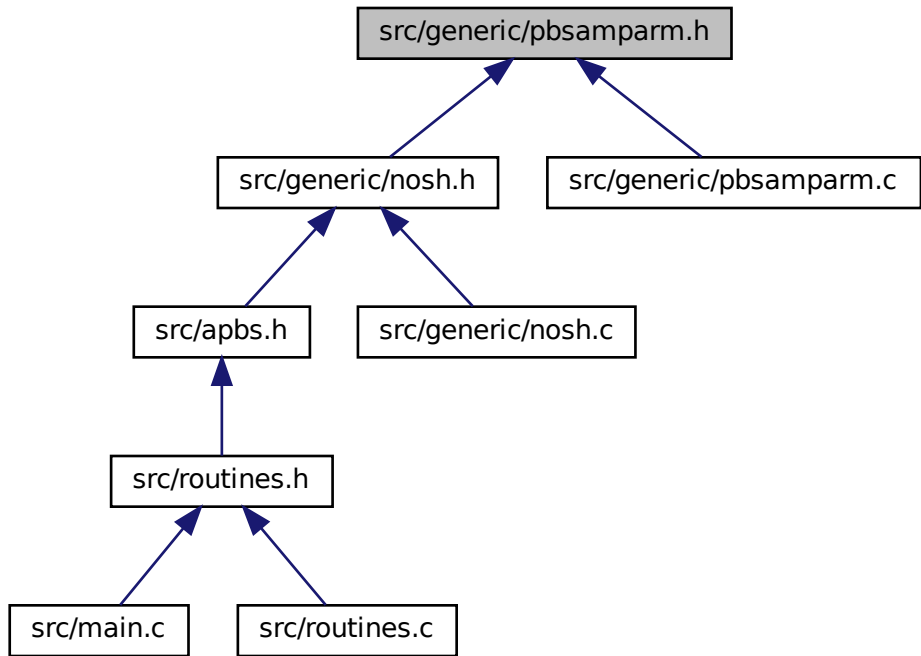 src/generic/pbsamparm.h
src/generic/nosh.h
src/generic/pbsamparm.c
src/apbs.h
src/generic/nosh.c
src/routines.h
src/main.c
src/routines.c